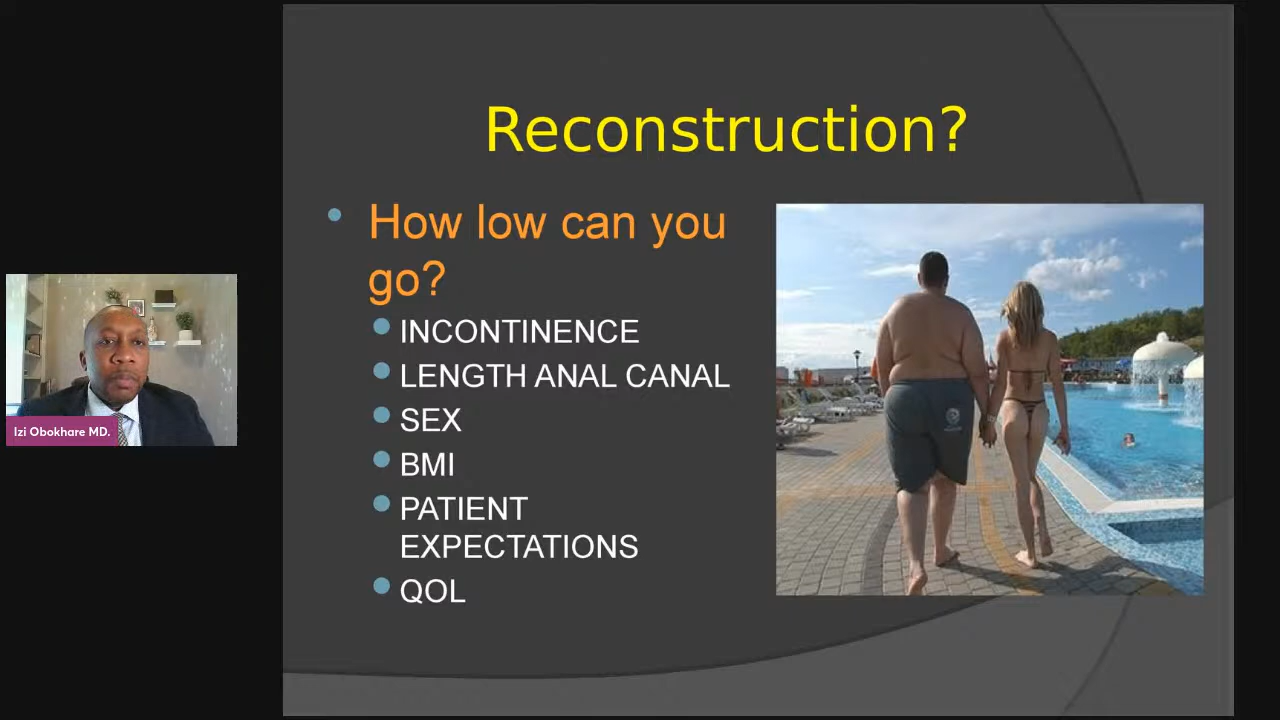 Reconstruction?
How low can you
go?
INCONTINENCE
LENGTH ANAL CANAL
SEX
BMI
PATIENT
EXPECTATIONS
QOL
Izi Obokhare MD.